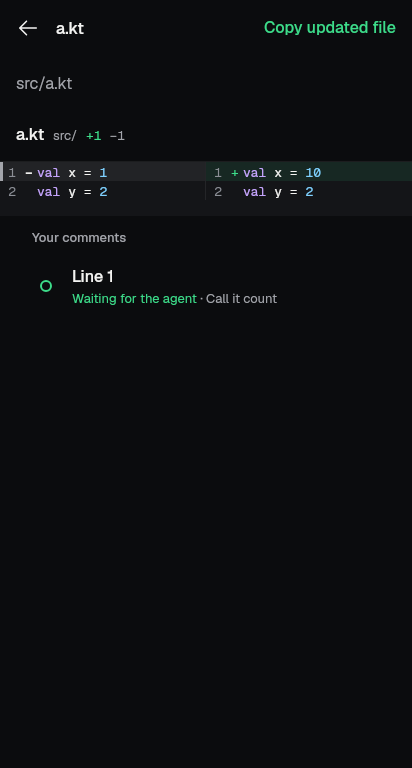 a.kt
Copy updated file
src/a.kt
a.kt src/ +1 −1
1 −val x = 1
1 +val x = 10
2 val y = 2
2 val y = 2
Your comments
Line 1
Waiting for the agent · Call it count